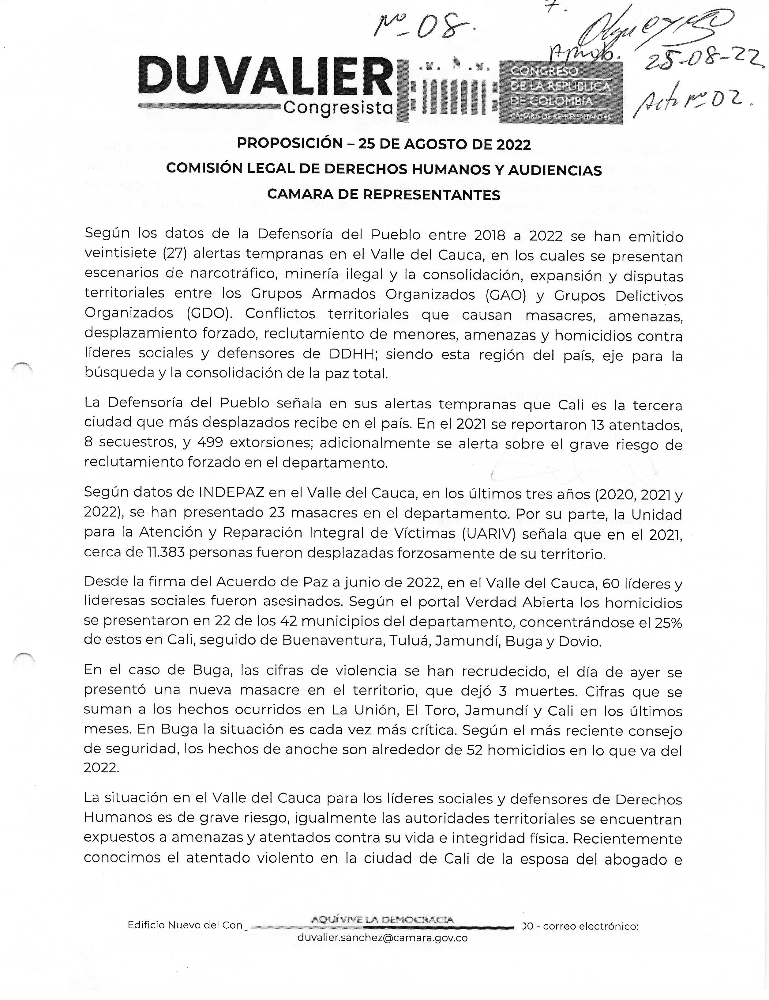 Nº 08.
7.
Aprob.
25-08-22
Acta Nº 02.
DUVALIER
Congresista
CONGRESO
DE LA REPÚBLICA
DE COLOMBIA
CÁMARA DE REPRESENTANTES
PROPOSICIÓN – 25 DE AGOSTO DE 2022
COMISIÓN LEGAL DE DERECHOS HUMANOS Y AUDIENCIAS
CAMARA DE REPRESENTANTES
Según los datos de la Defensoría del Pueblo entre 2018 a 2022 se han emitido
veintisiete (27) alertas tempranas en el Valle del Cauca, en los cuales se presentan
escenarios de narcotráfico, minería ilegal y la consolidación, expansión y disputas
territoriales entre los Grupos Armados Organizados (GAO) y Grupos Delictivos
Organizados (GDO). Conflictos territoriales que causan masacres, amenazas,
desplazamiento forzado, reclutamiento de menores, amenazas y homicidios contra
líderes sociales y defensores de DDHH; siendo esta región del país, eje para la
búsqueda y la consolidación de la paz total.
La Defensoría del Pueblo señala en sus alertas tempranas que Cali es la tercera
ciudad que más desplazados recibe en el país. En el 2021 se reportaron 13 atentados,
8 secuestros, y 499 extorsiones; adicionalmente se alerta sobre el grave riesgo de
reclutamiento forzado en el departamento.
Según datos de INDEPAZ en el Valle del Cauca, en los últimos tres años (2020, 2021 y
2022), se han presentado 23 masacres en el departamento. Por su parte, la Unidad
para la Atención y Reparación Integral de Víctimas (UARIV) señala que en el 2021,
cerca de 11.383 personas fueron desplazadas forzosamente de su territorio.
Desde la firma del Acuerdo de Paz a junio de 2022, en el Valle del Cauca, 60 líderes y
lideresas sociales fueron asesinados. Según el portal Verdad Abierta los homicidios
se presentaron en 22 de los 42 municipios del departamento, concentrándose el 25%
de estos en Cali, seguido de Buenaventura, Tuluá, Jamundí, Buga y Dovio.
En el caso de Buga, las cifras de violencia se han recrudecido, el día de ayer se
presentó una nueva masacre en el territorio, que dejó 3 muertes. Cifras que se
suman a los hechos ocurridos en La Unión, El Toro, Jamundí y Cali en los últimos
meses. En Buga la situación es cada vez más crítica. Según el más reciente consejo
de seguridad, los hechos de anoche son alrededor de 52 homicidios en lo que va del
2022.
La situación en el Valle del Cauca para los líderes sociales y defensores de Derechos
Humanos es de grave riesgo, igualmente las autoridades territoriales se encuentran
expuestos a amenazas y atentados contra su vida e integridad física. Recientemente
conocimos el atentado violento en la ciudad de Cali de la esposa del abogado e
AQUÍ VIVE LA DEMOCRACIA
Edificio Nuevo del Con 00 - correo electrónico:
duvalier.sanchez@camara.gov.co